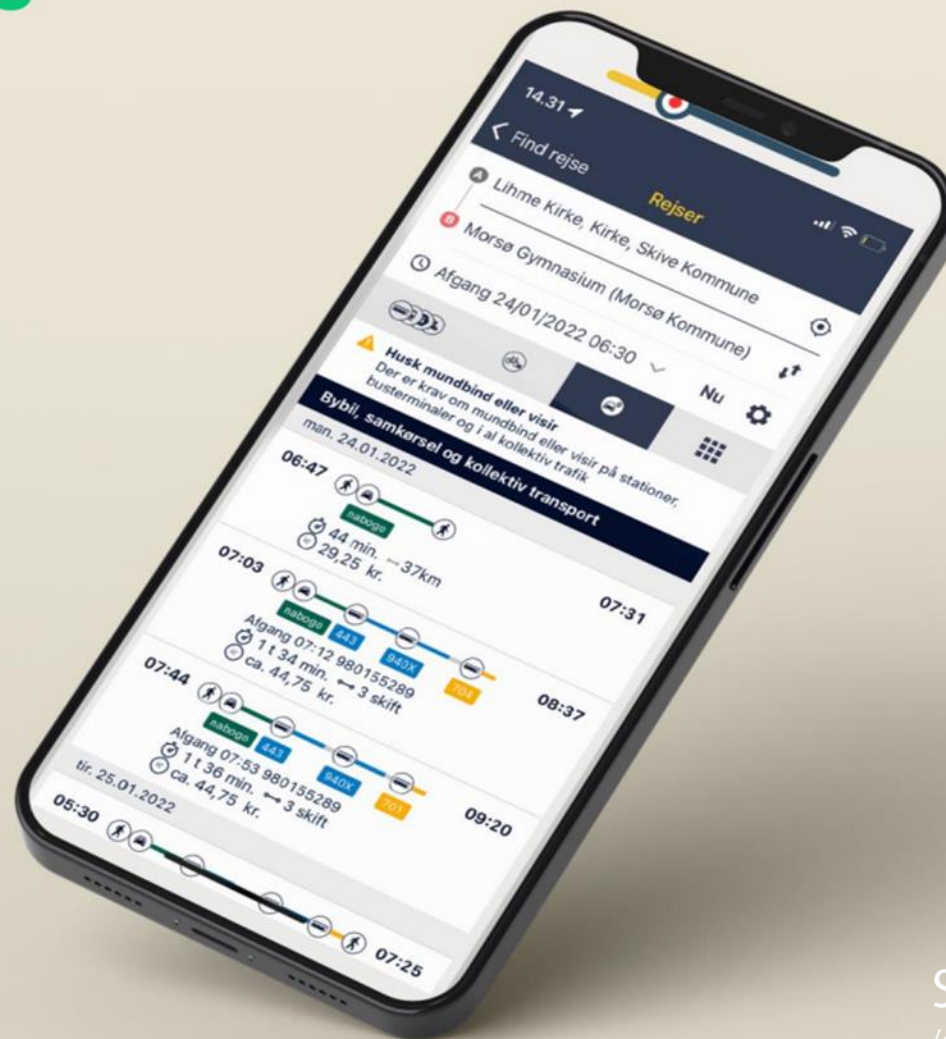 14.31
Find rejse
Rejser
A Lihme Kirke, Kirke, Skive Kommune
B Morsø Gymnasium (Morsø Kommune)
Afgang 24/01/2022 06:30
Nu
Husk mundbind eller visir
Der er krav om mundbind eller visir på stationer,
busterminaler og i al kollektiv trafik
Bybil, samkørsel og kollektiv transport
man. 24.01.2022
06:47 07:31
nabogo
44 min. 37km
29,25 kr.
07:03 08:37
nabogo 443 940X 704
Afgang 07:12 980155289
1 t 34 min. 3 skift
ca. 44,75 kr.
07:44 09:20
nabogo 443 940X 701
Afgang 07:53 980155289
1 t 36 min. 3 skift
ca. 44,75 kr.
tir. 25.01.2022
05:30 07:25
S